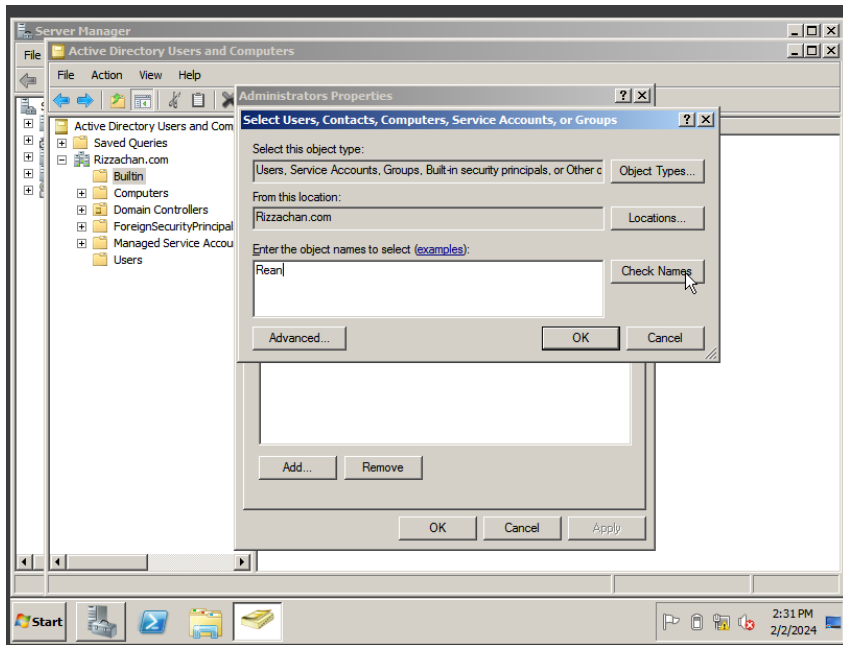 Server Manager
File
Active Directory Users and Computers
File Action View Help
Administrators Properties
Select Users, Contacts, Computers, Service Accounts, or Groups
Active Directory Users and Com
Saved Queries
Rizzachan.com
Builtin
Computers
Domain Controllers
ForeignSecurityPrincipal
Managed Service Accou
Users
Select this object type:
Users, Service Accounts, Groups, Built-in security principals, or Other o
Object Types...
From this location:
Rizzachan.com
Locations...
Enter the object names to select (examples):
Rean
Check Names
Advanced...
OK
Cancel
Add...
Remove
OK
Cancel
Apply
Start
2:31 PM
2/2/2024